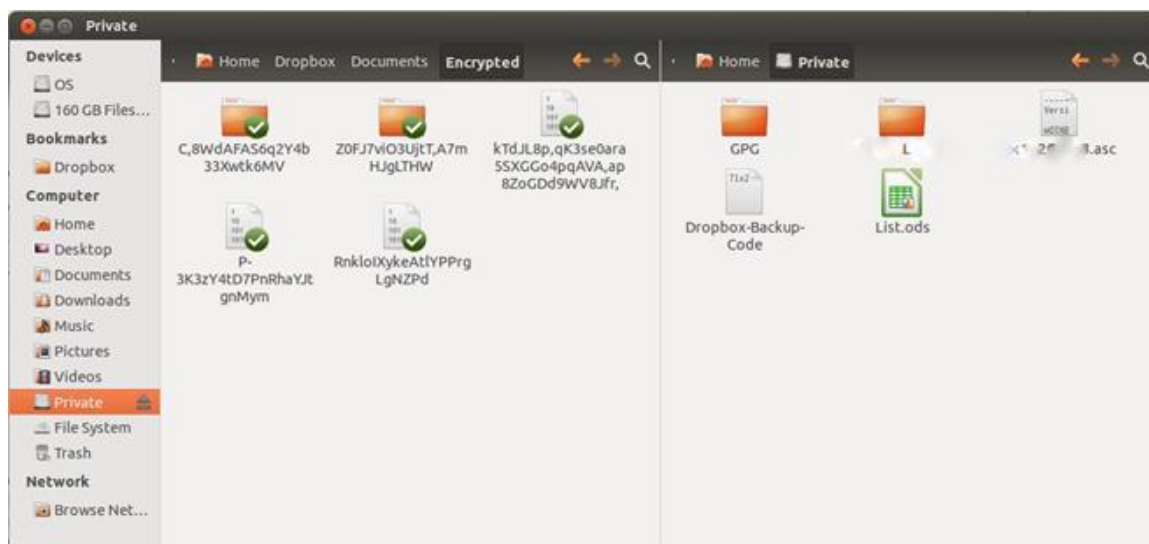 Private
Devices
OS
160 GB Files...
Bookmarks
Dropbox
Computer
Home
Desktop
Documents
Downloads
Music
Pictures
Videos
Private
File System
Trash
Network
Browse Net...
Home Dropbox Documents Encrypted
C,8WdAFAS6q2Y4b
33Xwtk6MV
Z0FJ7viO3UjtT,A7m
HJgLTHW
kTdJL8p,qK3se0ara
5SXGGo4pqAVA,ap
8ZoGDd9WV8Jfr,
P-
3K3zY4tD7PnRhaYJt
gnMym
RnkloIXykeAtlYPPrg
LgNZPd
Home Private
GPG
L
.asc
Dropbox-Backup-
Code
List.ods